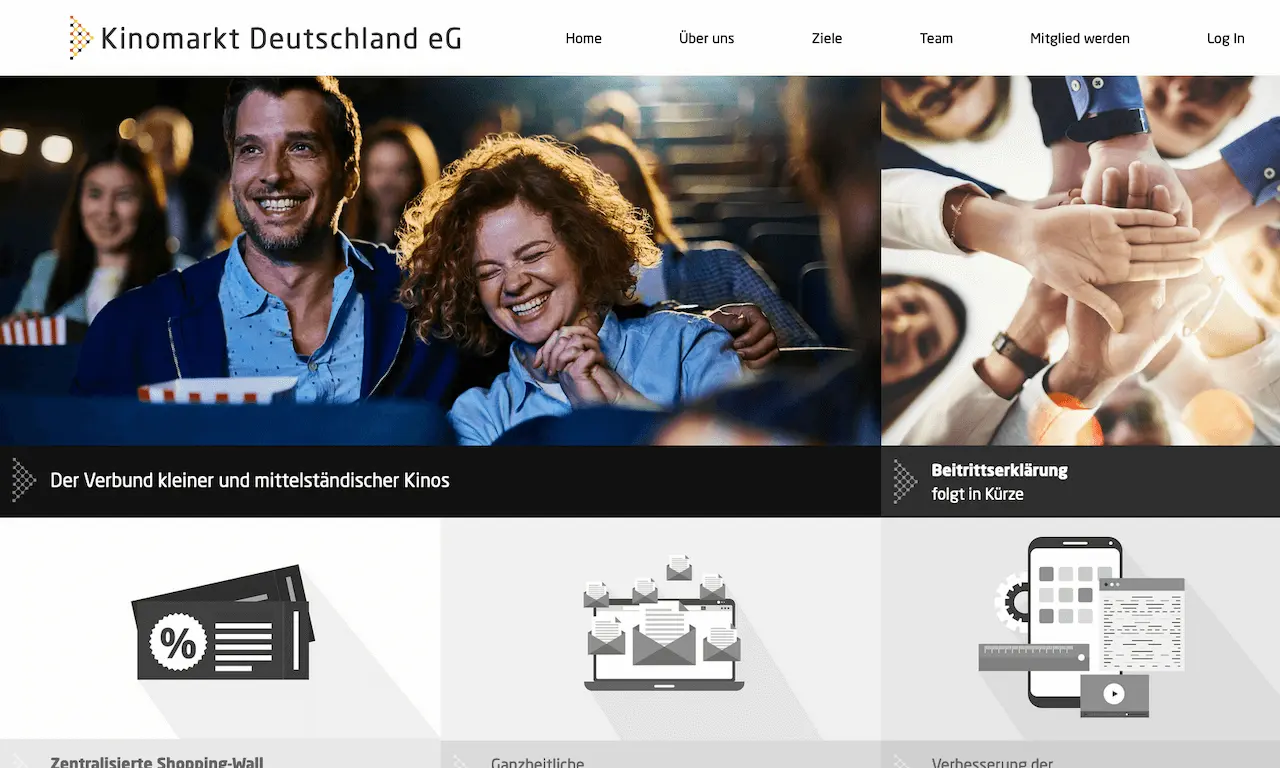 Kinomarkt Deutschland eG
Home
Über uns
Ziele
Team
Mitglied werden
Log In
Der Verbund kleiner und mittelständischer Kinos
Beitrittserklärung
folgt in Kürze
%
Zentralisierte Shopping-Wall
Ganzheitliche
Verbesserung der